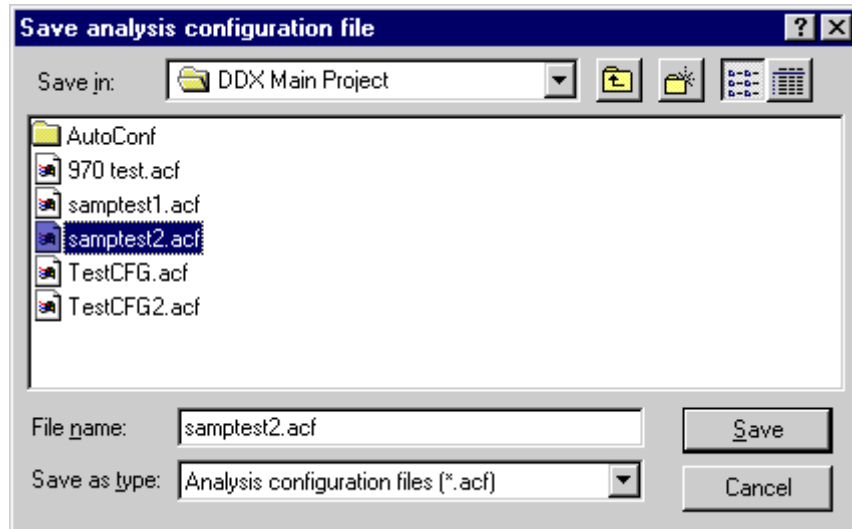 Save analysis configuration file
Save in: DDX Main Project
AutoConf
970 test.acf
samptest1.acf
samptest2.acf
TestCFG.acf
TestCFG2.acf
File name: samptest2.acf Save
Save as type: Analysis configuration files (*.acf) Cancel